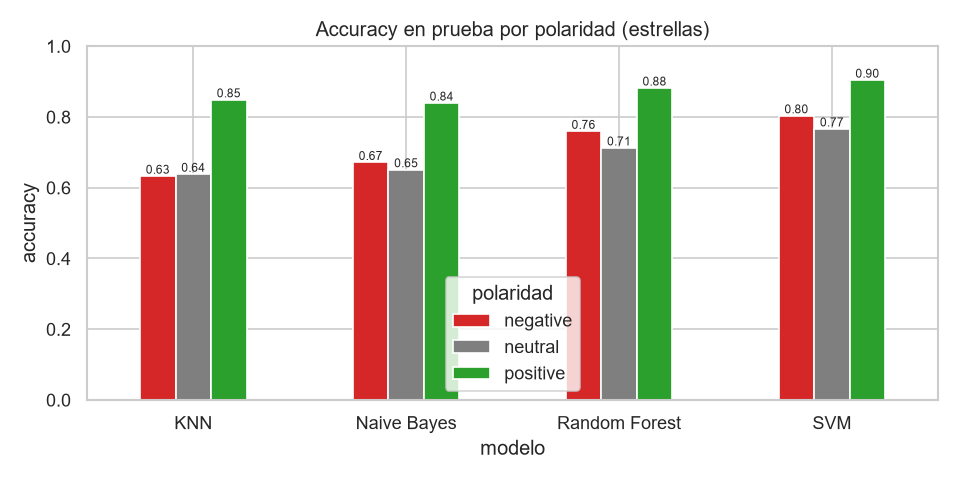 Accuracy en prueba por polaridad (estrellas)
accuracy
1.0
0.8
0.6
0.4
0.2
0.0
0.63 0.64 0.85
0.67 0.65 0.84
0.76 0.71 0.88
0.80 0.77 0.90
polaridad
negative
neutral
positive
KNN Naive Bayes Random Forest SVM
modelo